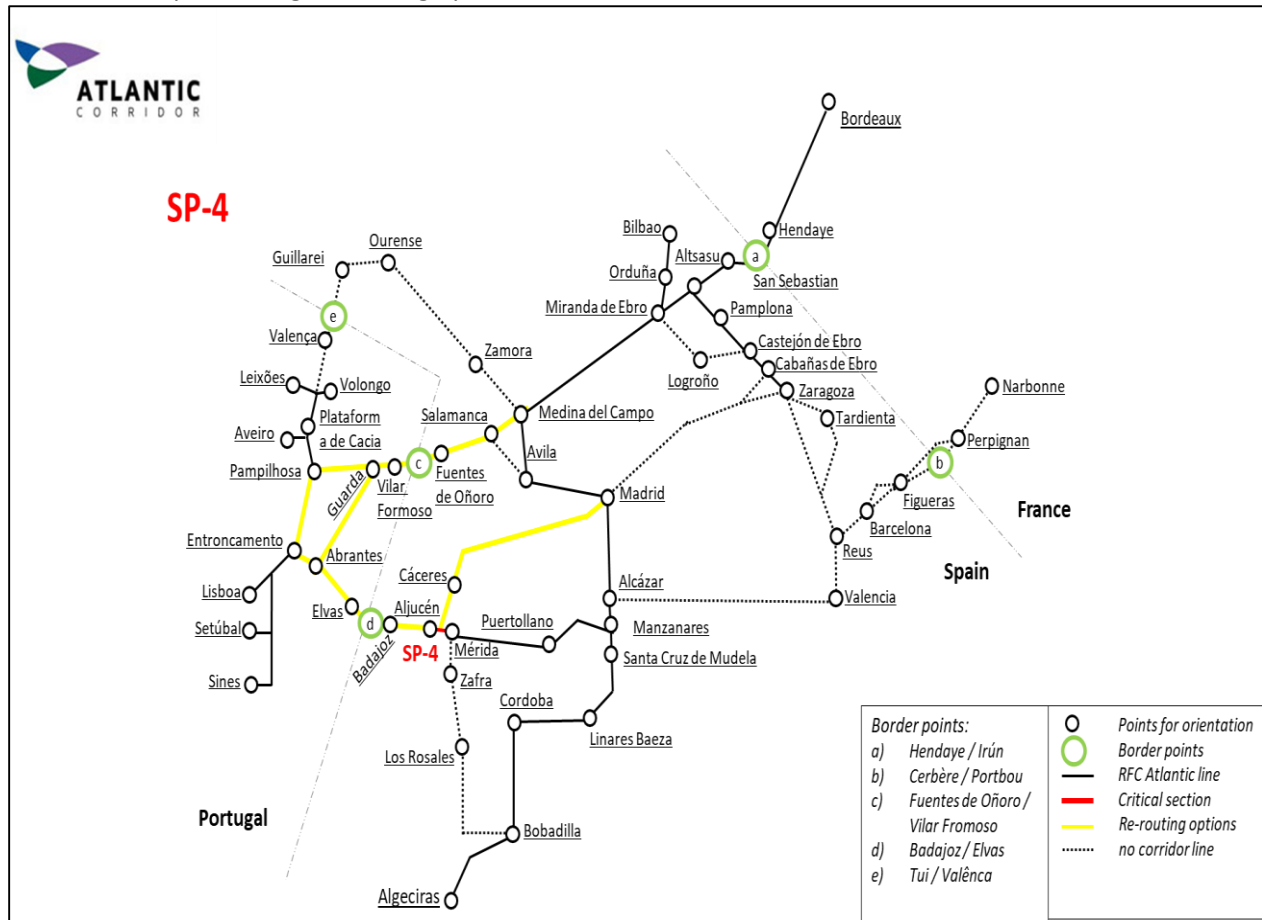 ATLANTIC
CORRIDOR
SP-4
Bordeaux
Hendaye
a
San Sebastian
Altsasu
Bilbao
Orduña
Miranda de Ebro
Pamplona
Castejón de Ebro
Cabañas de Ebro
Logroño
Zaragoza
Tardienta
Narbonne
Perpignan
b
Figueras
Barcelona
Reus
Valencia
France
Spain
Ourense
Guillarei
e
Valença
Zamora
Leixões
Volongo
Plataform
a de Cacia
Aveiro
Pampilhosa
Salamanca
Medina del Campo
Avila
Madrid
Guarda
Vilar
Formoso
c
Fuentes
de Oñoro
Entroncamento
Abrantes
Lisboa
Setúbal
Sines
Elvas
d
Badajoz
Aljucén
SP-4
Cáceres
Mérida
Puertollano
Alcázar
Manzanares
Santa Cruz de Mudela
Zafra
Cordoba
Linares Baeza
Los Rosales
Bobadilla
Algeciras
Portugal
Border points:
a) Hendaye / Irún
b) Cerbère / Portbou
c) Fuentes de Oñoro /
Vilar Fromoso
d) Badajoz / Elvas
e) Tui / Valênca
Points for orientation
Border points
RFC Atlantic line
Critical section
Re-routing options
no corridor line